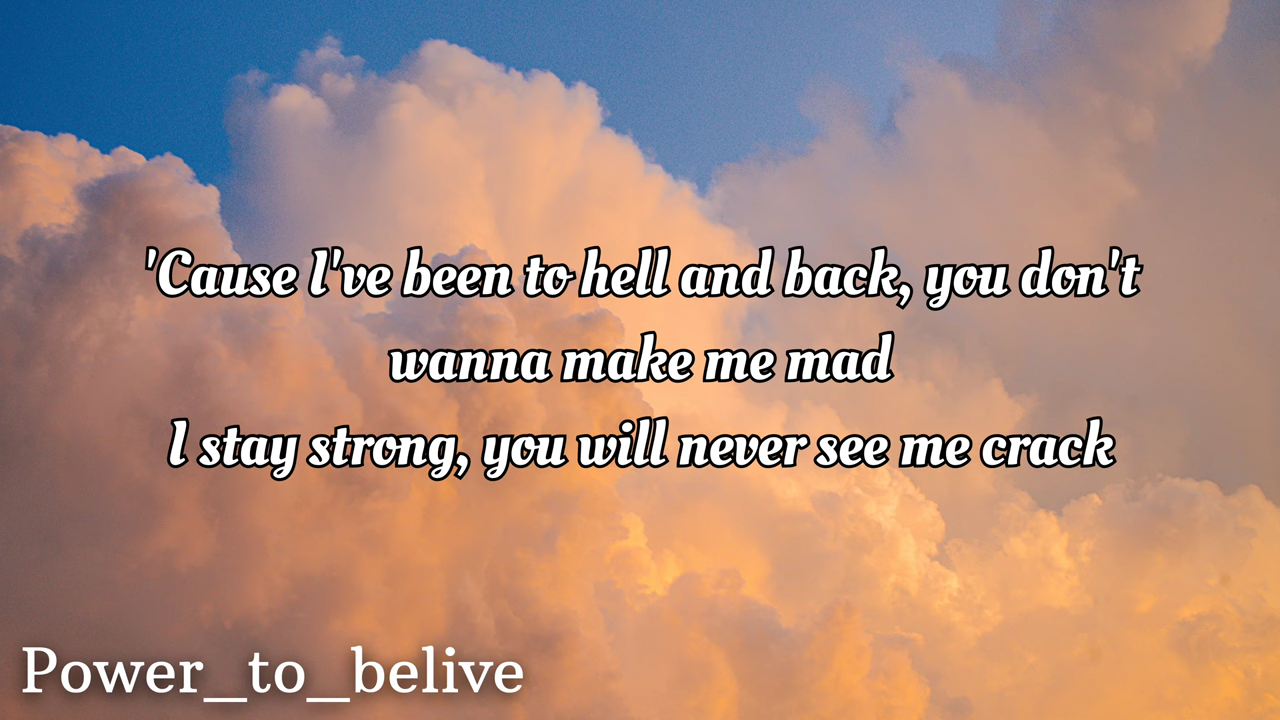 'Cause I've been to hell and back, you don't
wanna make me mad
I stay strong, you will never see me crack
Power_to_belive